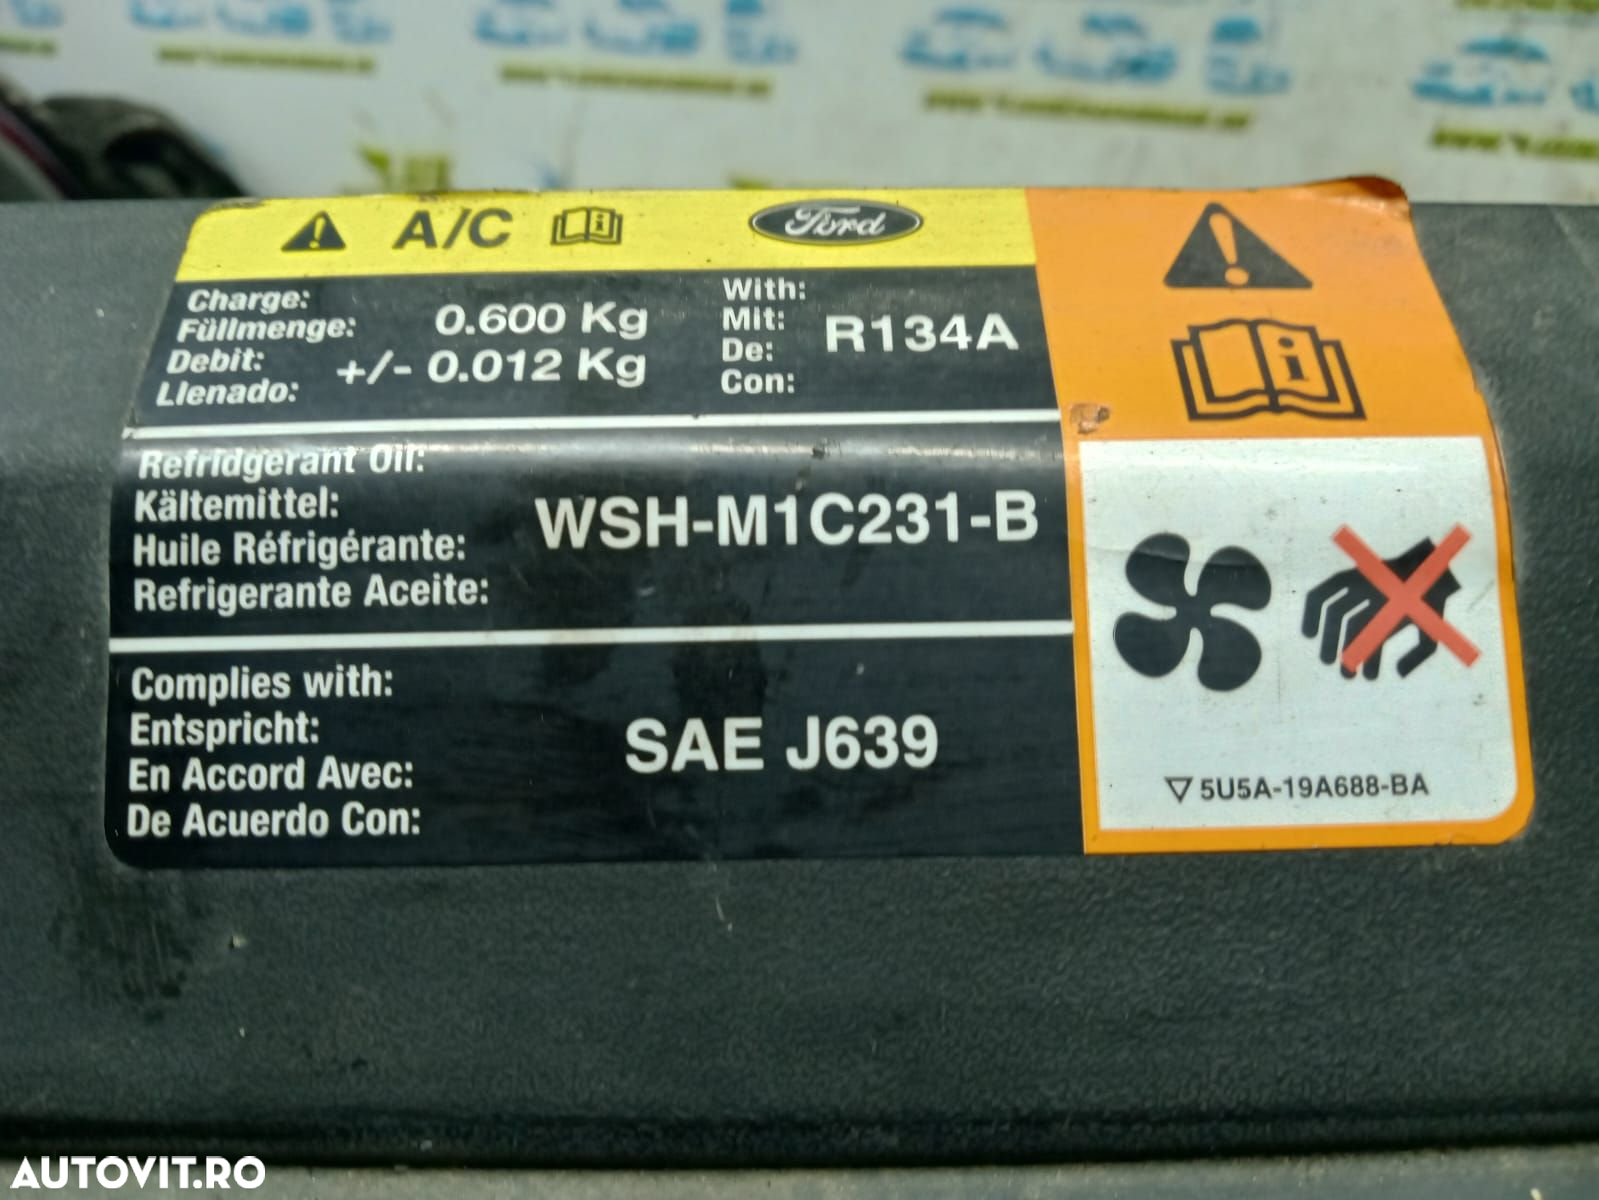 A/C
Ford
Charge:
Füllmenge:
Debit:
Llenado:
0.600 Kg
+/- 0.012 Kg
With:
Mit:
De:
Con:
R134A
Refridgerant Oil:
Kältemittel:
Huile Réfrigérante:
Refrigerante Aceite:
WSH-M1C231-B
Complies with:
Entspricht:
En Accord Avec:
De Acuerdo Con:
SAE J639
5U5A-19A688-BA
AUTOVIT.RO